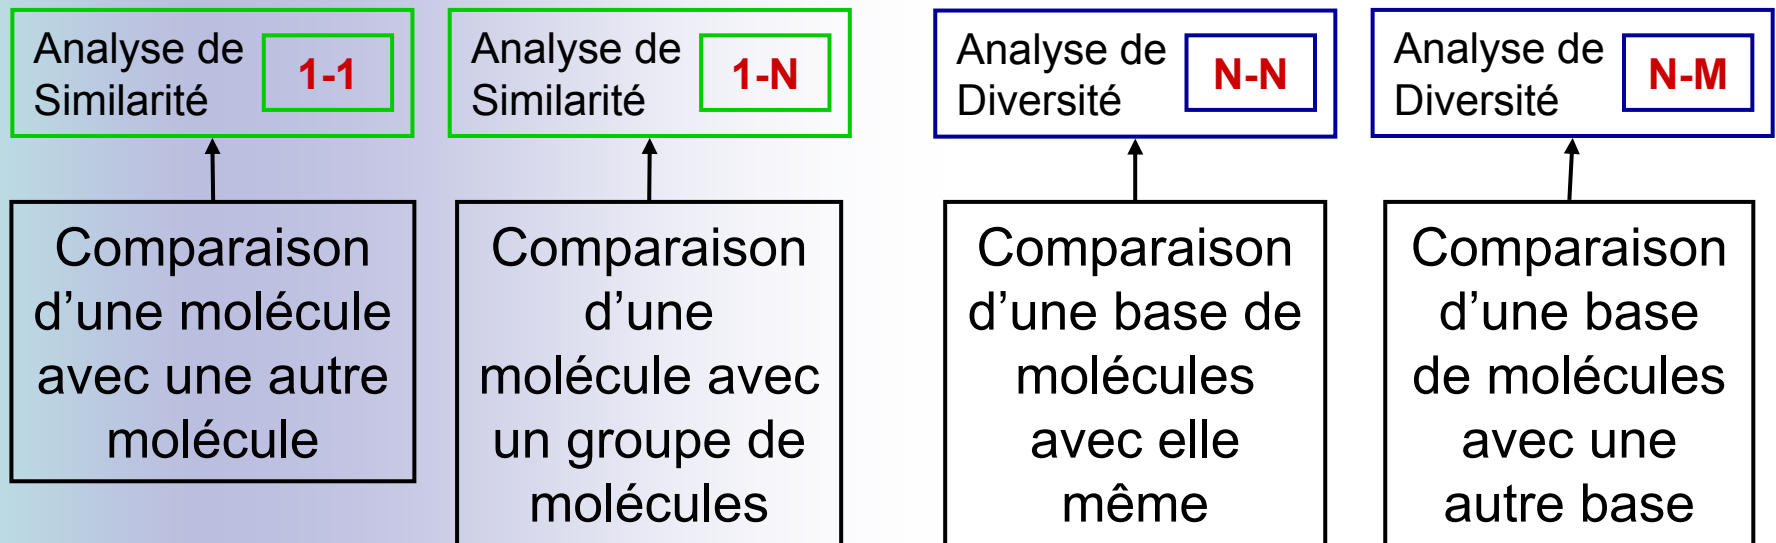 Analyse de
Similarité
1-1
Analyse de
Similarité
1-N
Analyse de
Diversité
N-N
Analyse de
Diversité
N-M
Comparaison
d’une molécule
avec une autre
molécule
Comparaison
d’une
molécule avec
un groupe de
molécules
Comparaison
d’une base de
molécules
avec elle
même
Comparaison
d’une base
de molécules
avec une
autre base